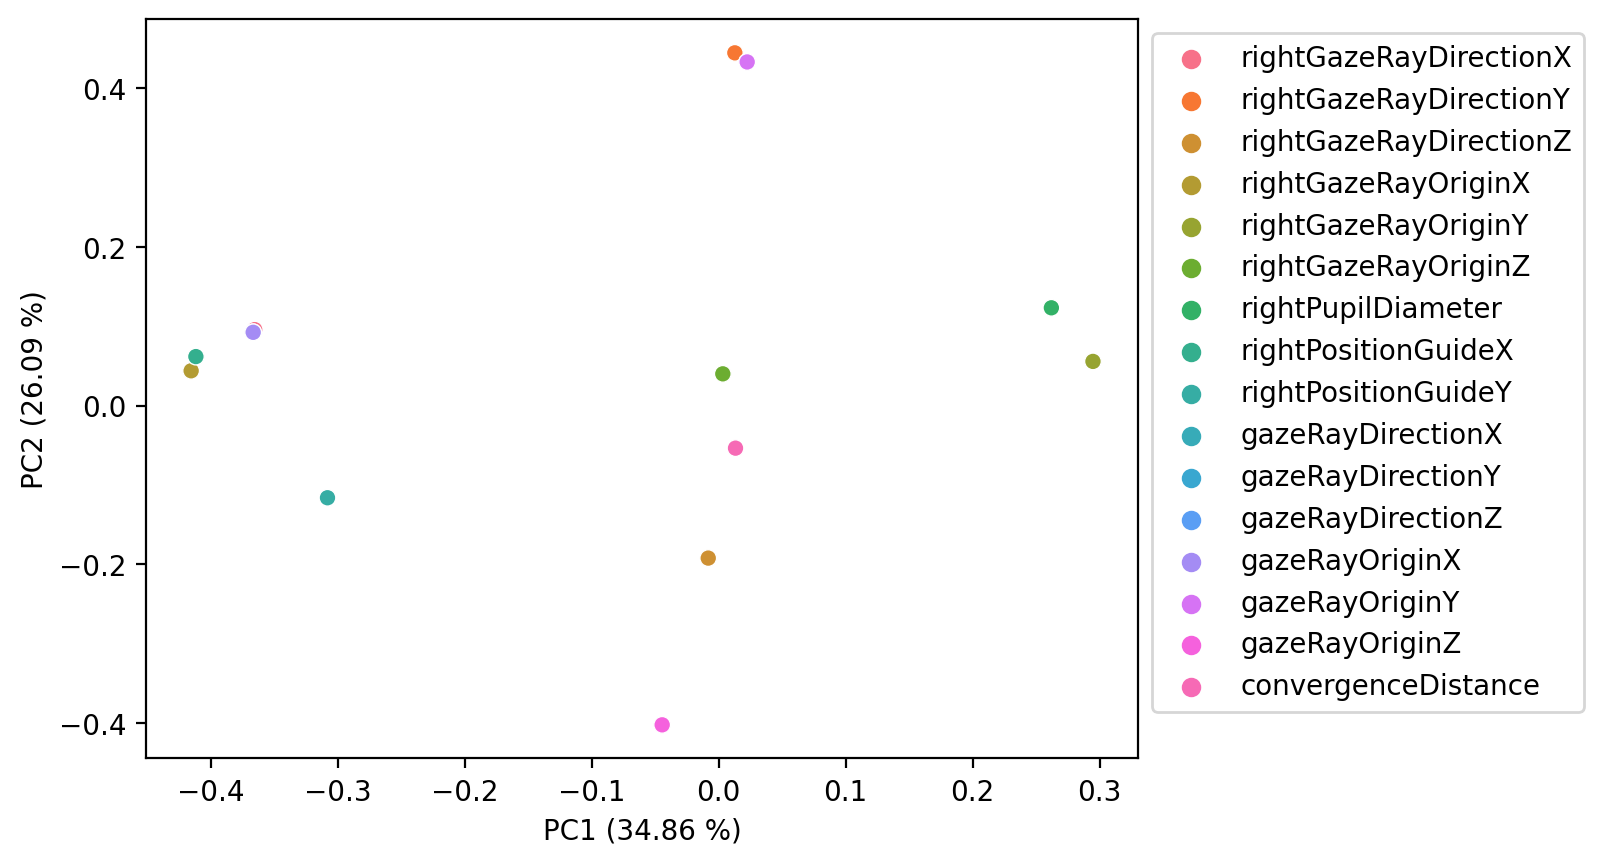 0.4
0.2
0.0
−0.2
−0.4
PC2 (26.09 %)
−0.4 −0.3 −0.2 −0.1 0.0 0.1 0.2 0.3
PC1 (34.86 %)
rightGazeRayDirectionX
rightGazeRayDirectionY
rightGazeRayDirectionZ
rightGazeRayOriginX
rightGazeRayOriginY
rightGazeRayOriginZ
rightPupilDiameter
rightPositionGuideX
rightPositionGuideY
gazeRayDirectionX
gazeRayDirectionY
gazeRayDirectionZ
gazeRayOriginX
gazeRayOriginY
gazeRayOriginZ
convergenceDistance